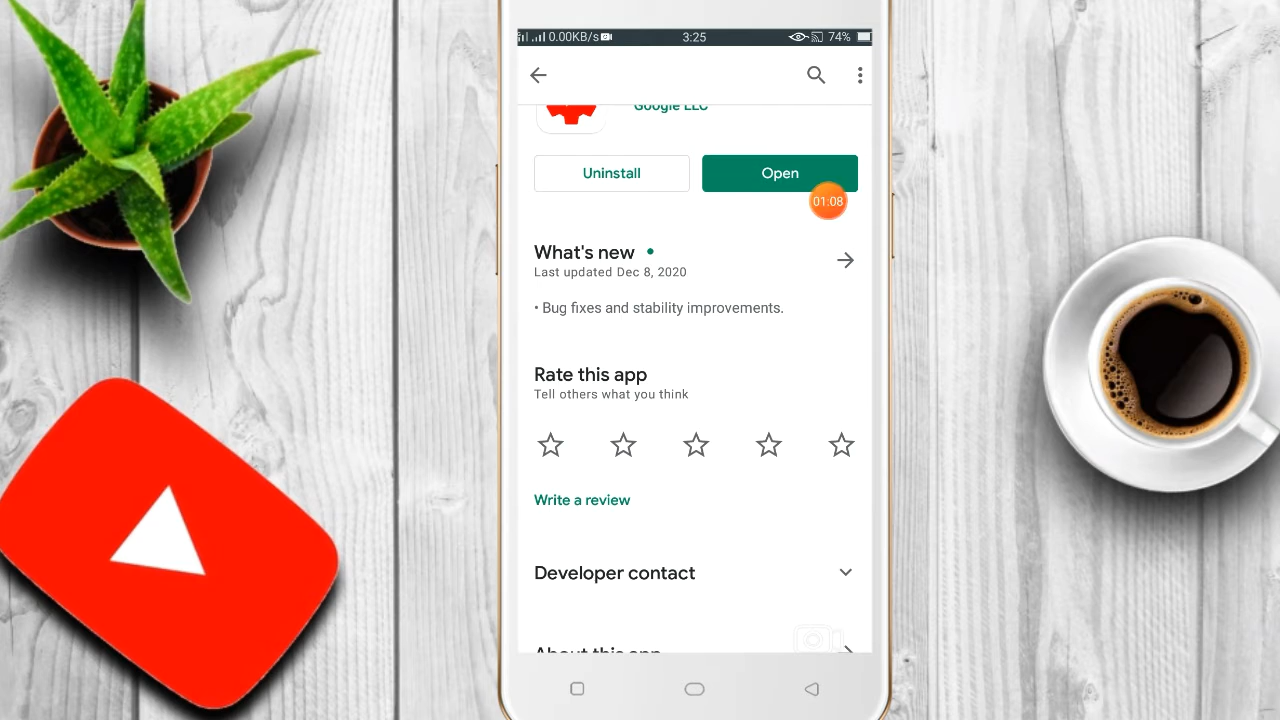 0.00KB/s 3:25 74%
Google LLC
Uninstall Open
01:08
What's new
Last updated Dec 8, 2020
• Bug fixes and stability improvements.
Rate this app
Tell others what you think
Write a review
Developer contact
About this app